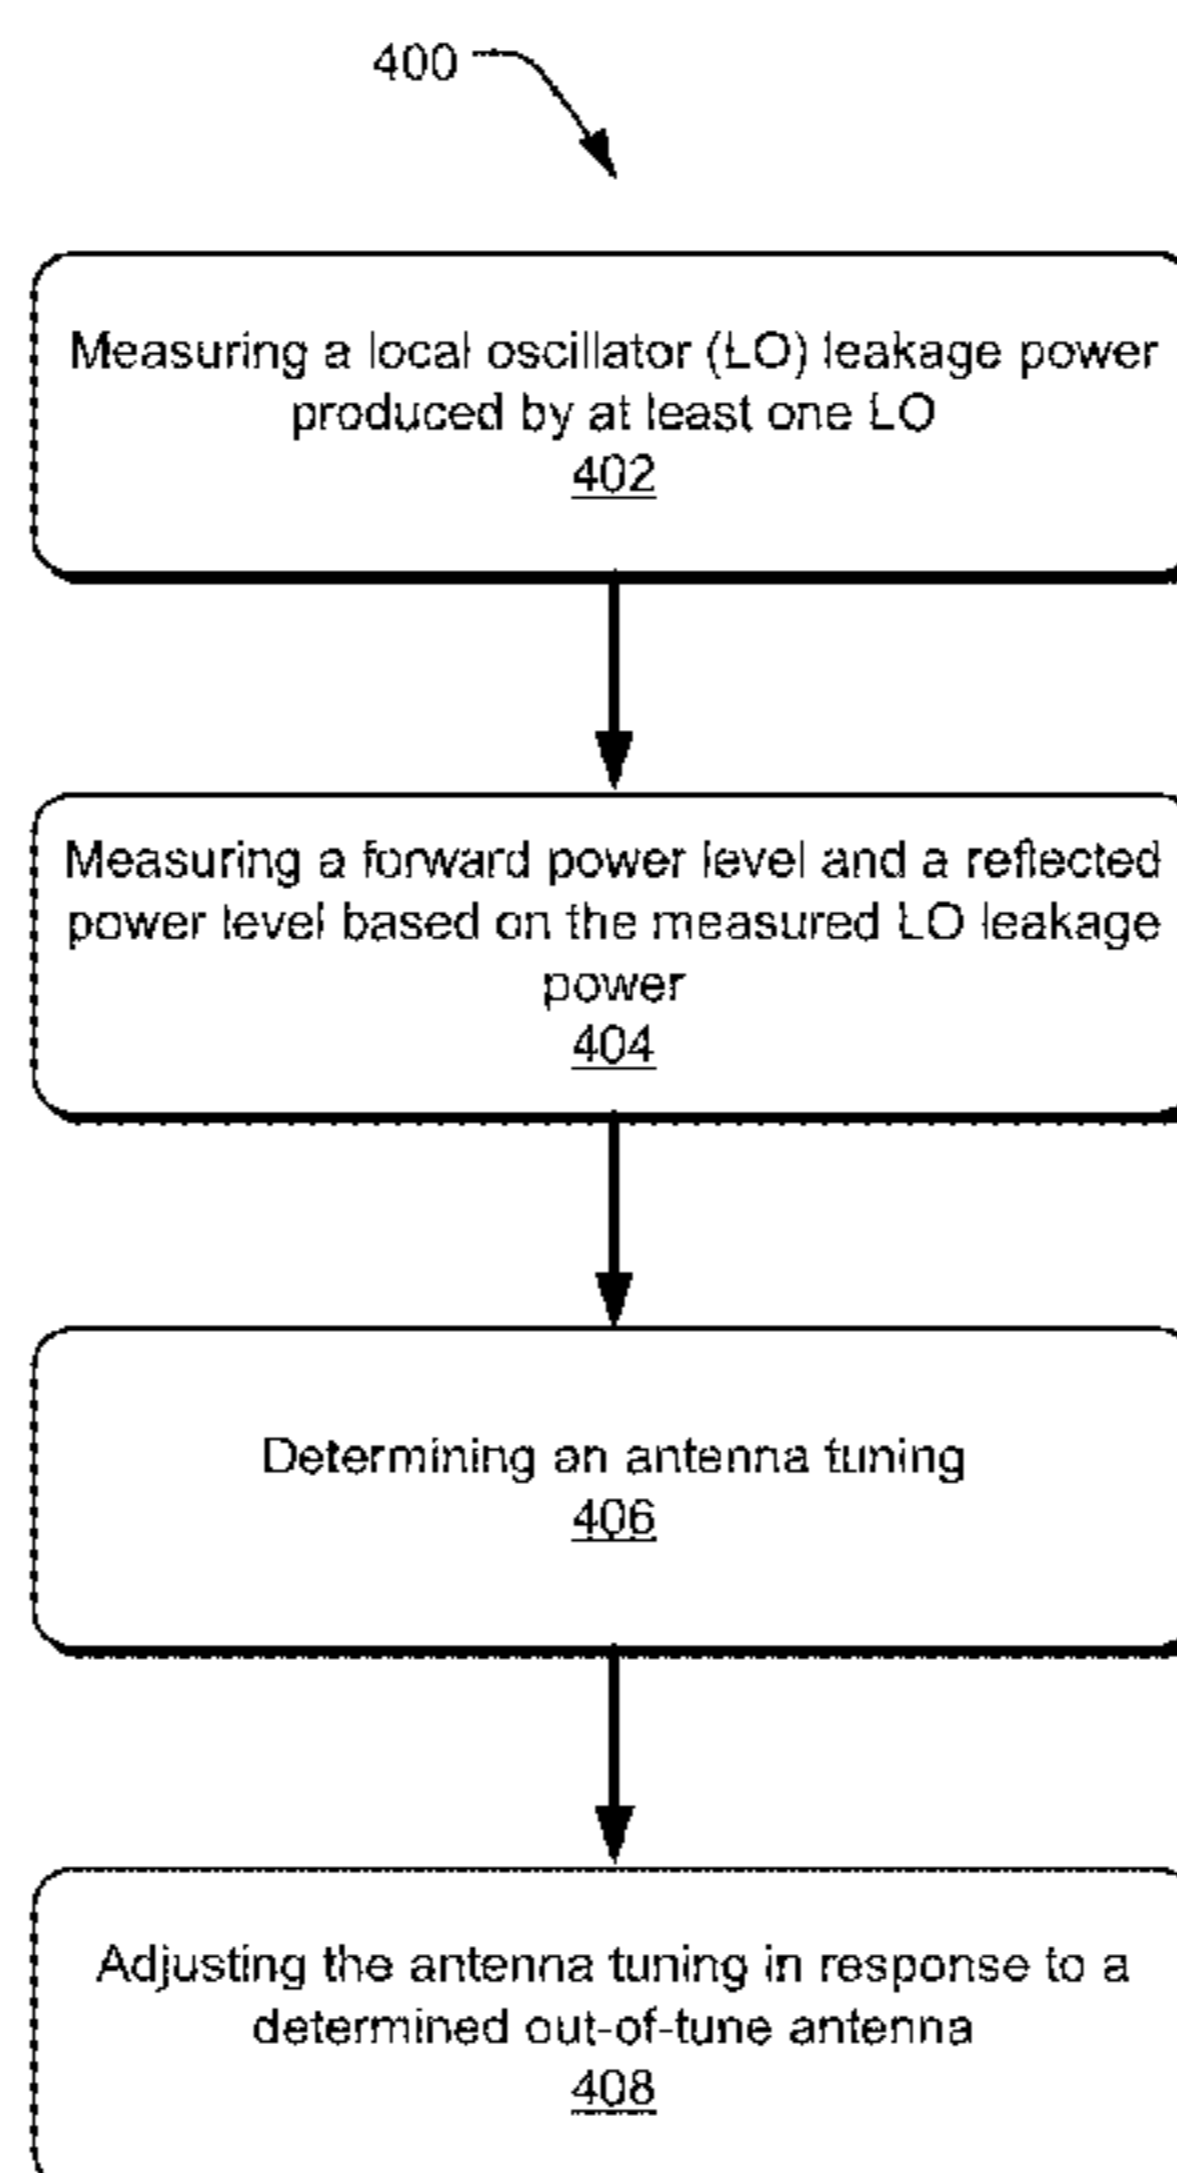 400
Measuring a local oscillator (LO) leakage power
produced by at least one LO
402
Measuring a forward power level and a reflected
power level based on the measured LO leakage
power
404
Determining an antenna tuning
406
Adjusting the antenna tuning in response to a
determined out-of-tune antenna
408